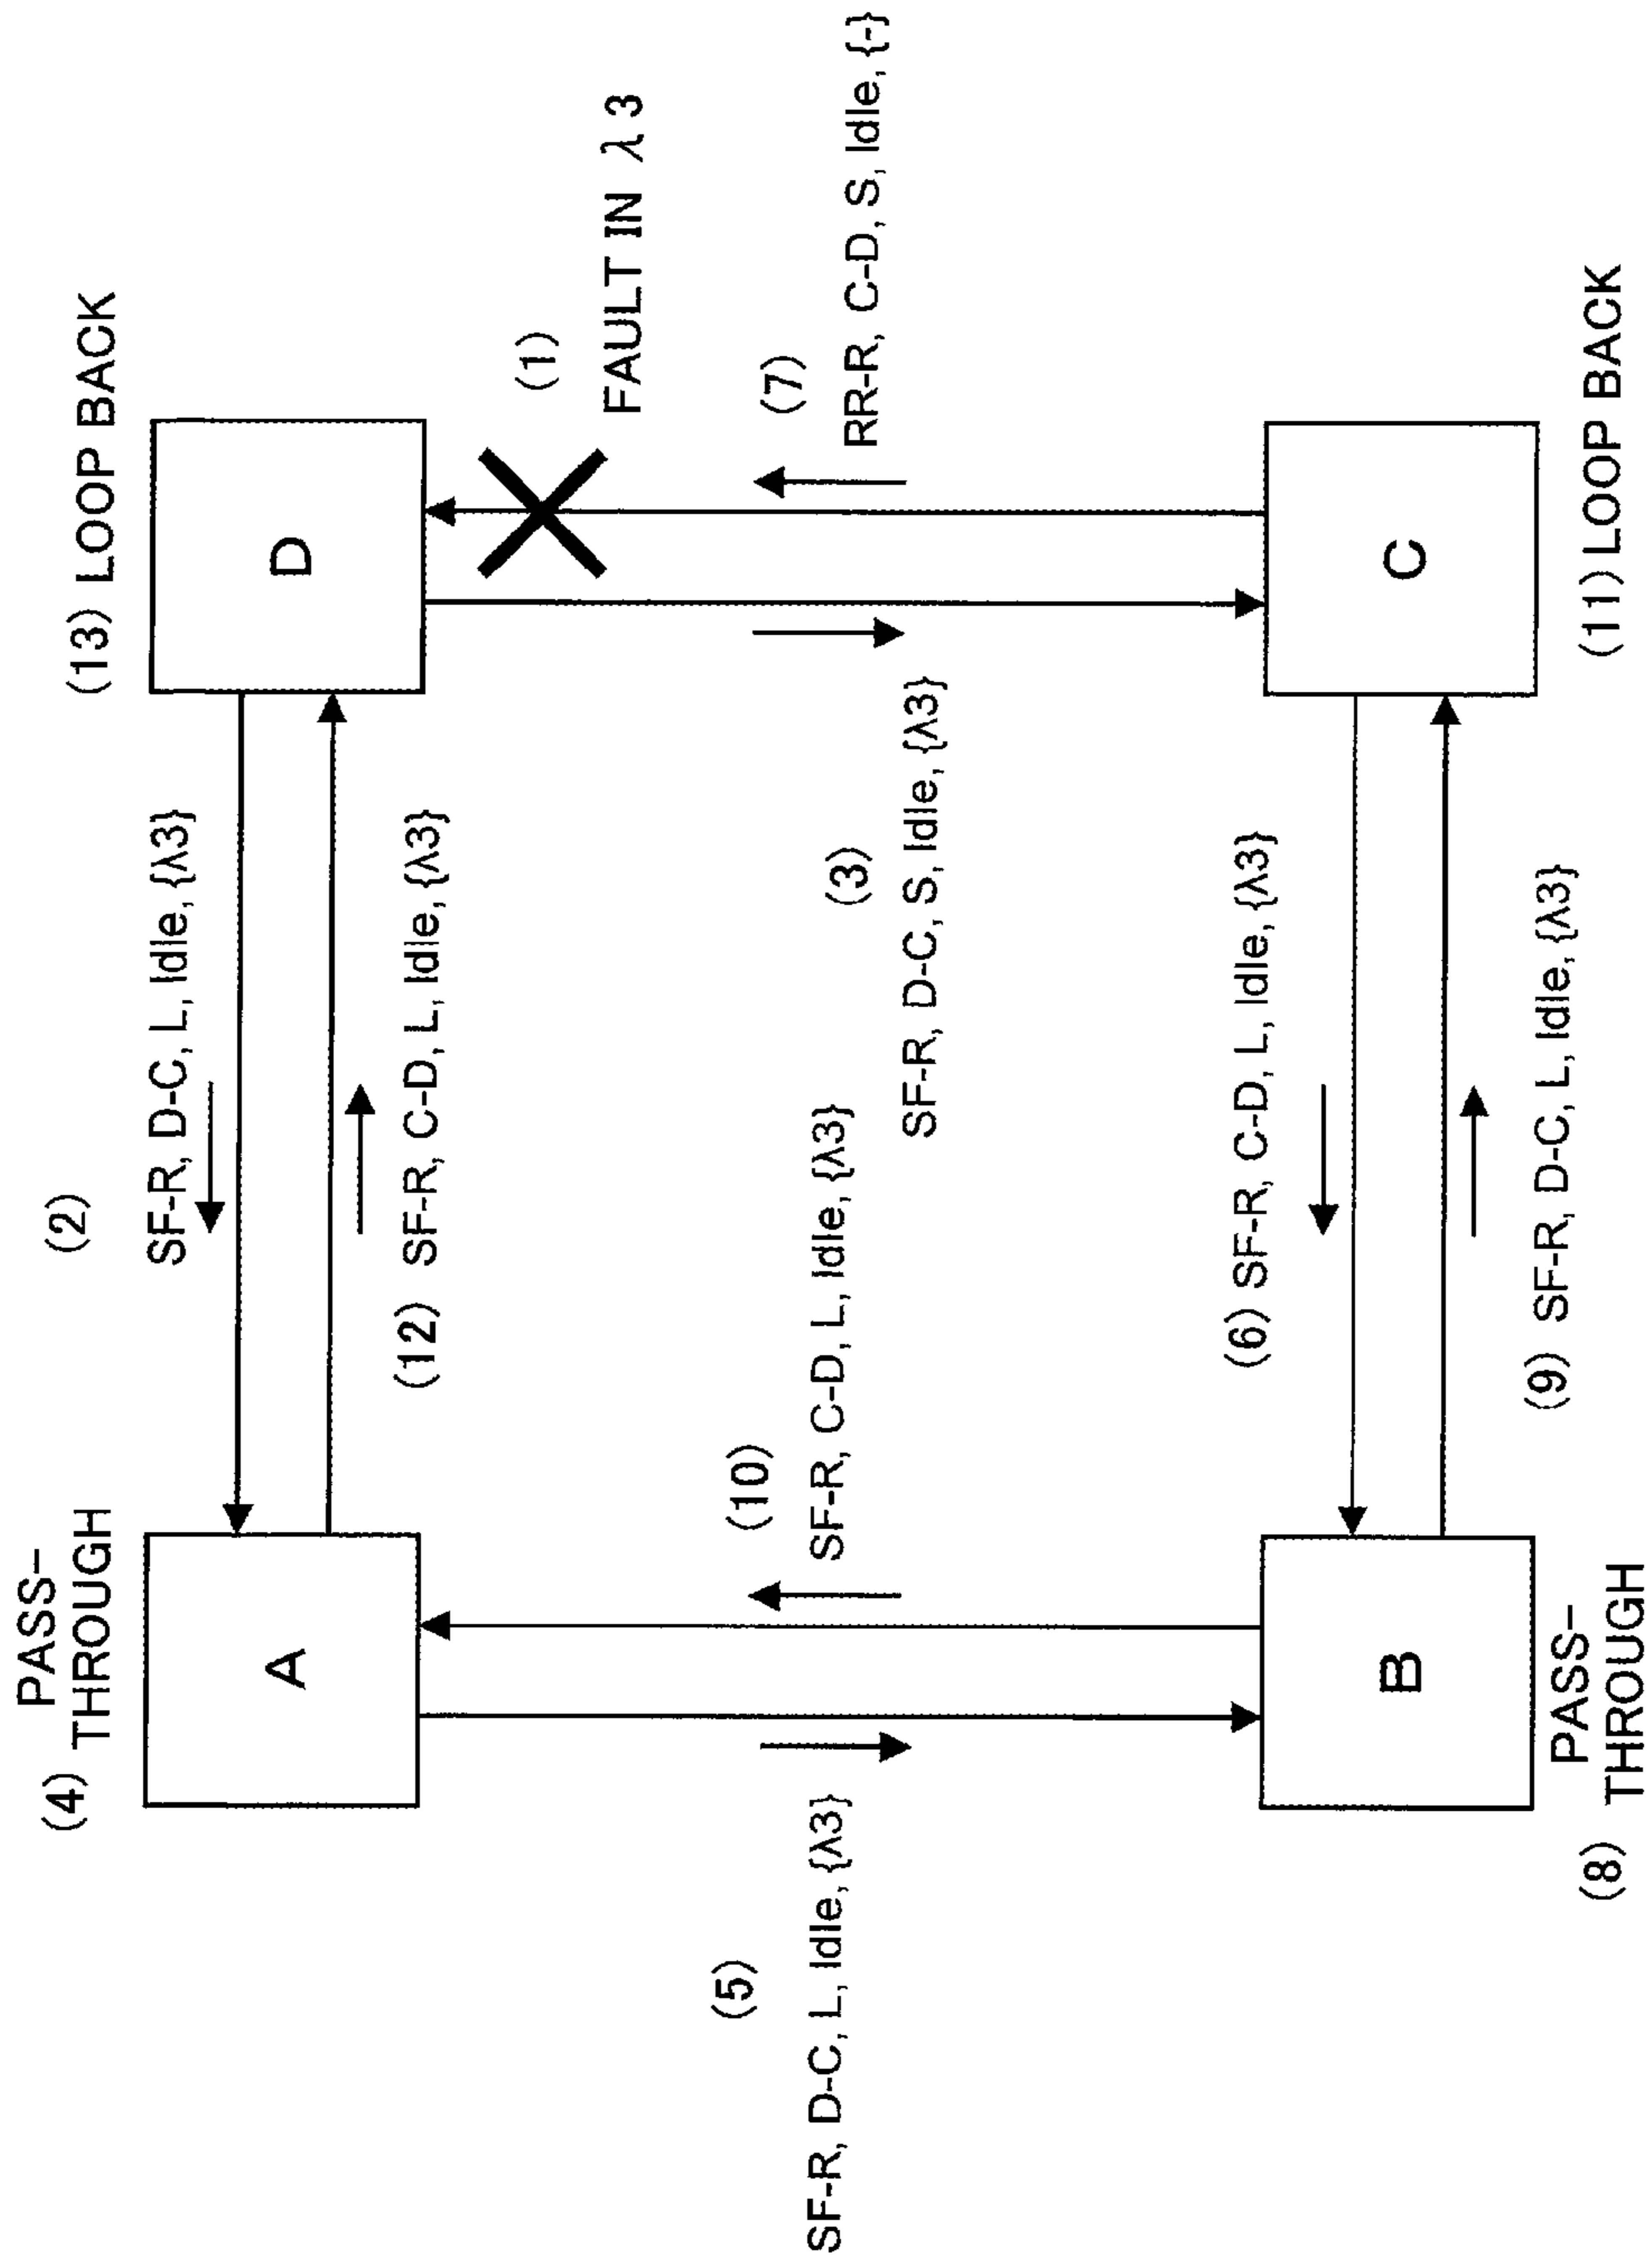 (4) PASS-
THROUGH
A
(2)
SF-R, D-C, L, Idle, {λ3}
(12) SF-R, C-D, L, Idle, {λ3}
(13) LOOP BACK
D
(1)
FAULT IN λ 3
(5)
SF-R, D-C, L, Idle, {λ3}
(10)
SF-R, C-D, L, Idle, {λ3}
(3)
SF-R, D-C, S, Idle, {λ3}
(7)
RR-R, C-D, S, Idle, {-}
(6) SF-R, C-D, L, Idle, {λ3}
(9) SF-R, D-C, L, Idle, {λ3}
B
(8) PASS-
THROUGH
C
(11) LOOP BACK